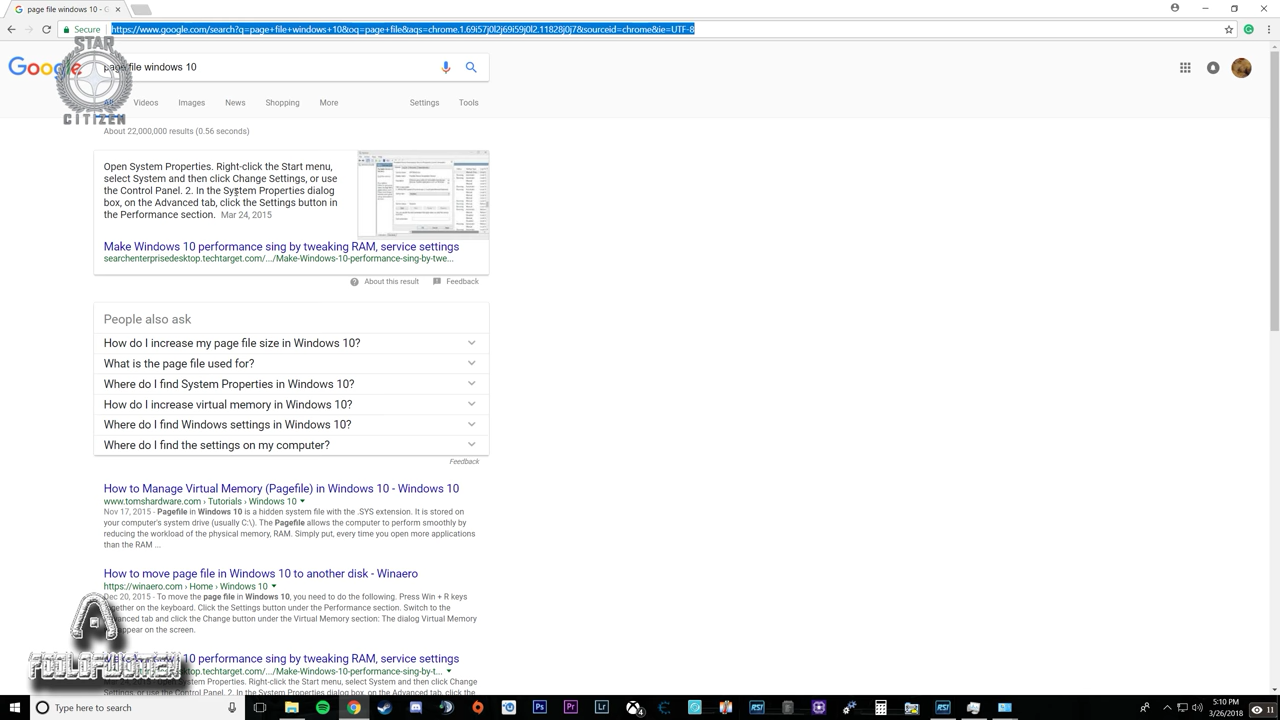 page file windows 10 - G
Secure
https://www.google.com/search?q=page+file+windows+10&oq=page+file&aqs=chrome.1.69i57j0l2j69i59j0l2.11828j0j7&sourceid=chrome&ie=UTF-8
STAR
CITIZEN
Google
page file windows 10
All
Videos
Images
News
Shopping
More
Settings
Tools
About 22,000,000 results (0.56 seconds)
Open System Properties. Right-click the Start menu,
select System and then click Change Settings, or use
the Control Panel. 2. In the System Properties dialog
box, on the Advanced tab, click the Settings button in
the Performance section. Mar 24, 2015
Make Windows 10 performance sing by tweaking RAM, service settings
searchenterprisedesktop.techtarget.com/.../Make-Windows-10-performance-sing-by-twe...
About this result
Feedback
People also ask
How do I increase my page file size in Windows 10?
What is the page file used for?
Where do I find System Properties in Windows 10?
How do I increase virtual memory in Windows 10?
Where do I find Windows settings in Windows 10?
Where do I find the settings on my computer?
Feedback
How to Manage Virtual Memory (Pagefile) in Windows 10 - Windows 10
www.tomshardware.com › Tutorials › Windows 10
Nov 17, 2015 - Pagefile in Windows 10 is a hidden system file with the .SYS extension. It is stored on
your computer's system drive (usually C:\). The Pagefile allows the computer to perform smoothly by
reducing the workload of the physical memory, RAM. Simply put, every time you open more applications
than the RAM ...
How to move page file in Windows 10 to another disk - Winaero
https://winaero.com › Home › Windows 10
Dec 20, 2015 - To move the page file in Windows 10, you need to do the following. Press Win + R keys
together on the keyboard. Click the Settings button under the Performance section. Switch to the
Advanced tab and click the Change button under the Virtual Memory section: The dialog Virtual Memory
appear on the screen.
A
10 performance sing by tweaking RAM, service settings
desktop.techtarget.com/.../Make-Windows-10-performance-sing-by-t...
System Properties. Right-click the Start menu, select System and then click Change
Settings, or use the Control Panel. 2. In the System Properties dialog box, on the Advanced tab, click the
Type here to search
5:10 PM
3/26/2018
11